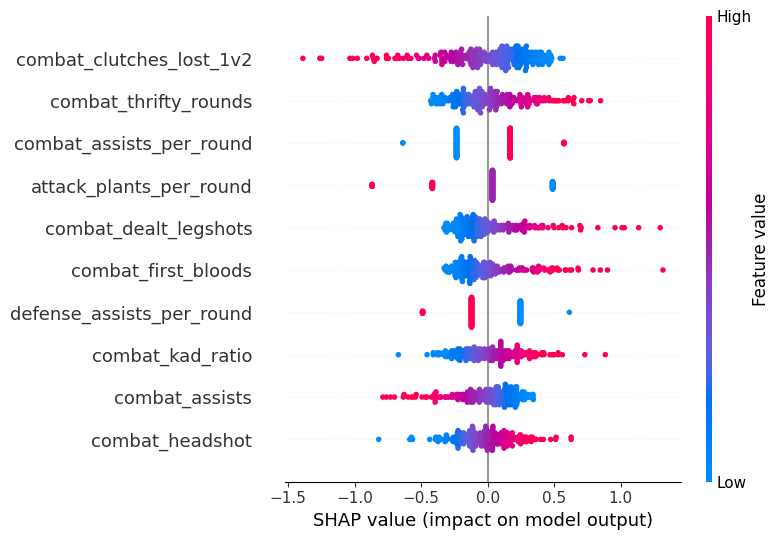 High
combat_clutches_lost_1v2
combat_thrifty_rounds
combat_assists_per_round
attack_plants_per_round
combat_dealt_legshots
combat_first_bloods
defense_assists_per_round
combat_kad_ratio
combat_assists
combat_headshot
Feature value
Low
−1.5 −1.0 −0.5 0.0 0.5 1.0
SHAP value (impact on model output)